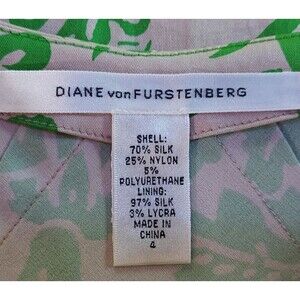 DIANE von FURSTENBERG
SHELL:
70% SILK
25% NYLON
5%
POLYURETHANE
LINING:
97% SILK
3% LYCRA
MADE IN
CHINA
4